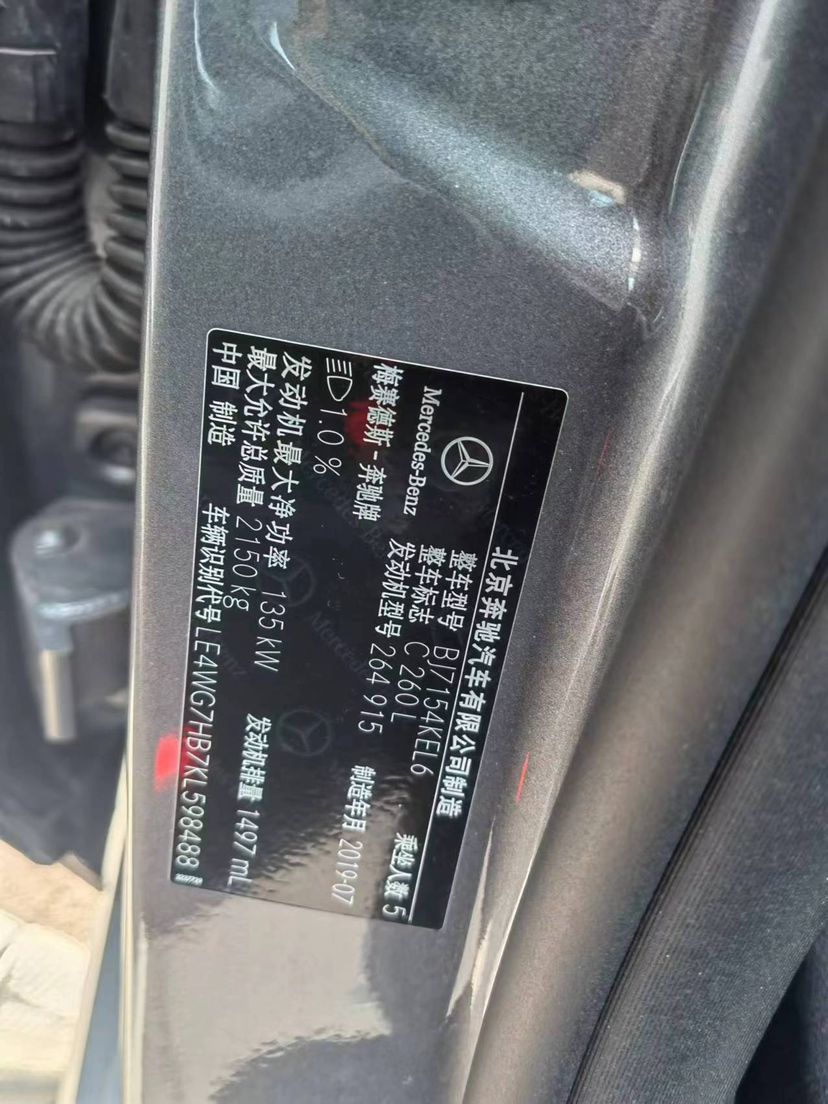 北京奔驰汽车有限公司制造
Mercedes-Benz
梅赛德斯-奔驰牌
整车型号 BJ7154KEL6 乘坐人数 5
整车标志 C 260 L
发动机型号 264 915 制造年月 2019-07
1.0 %
发动机最大净功率 135 kW 发动机排量 1497 mL
最大允许总质量 2150 kg
中国 制造 车辆识别代号 LE4WG7HB7KL598488